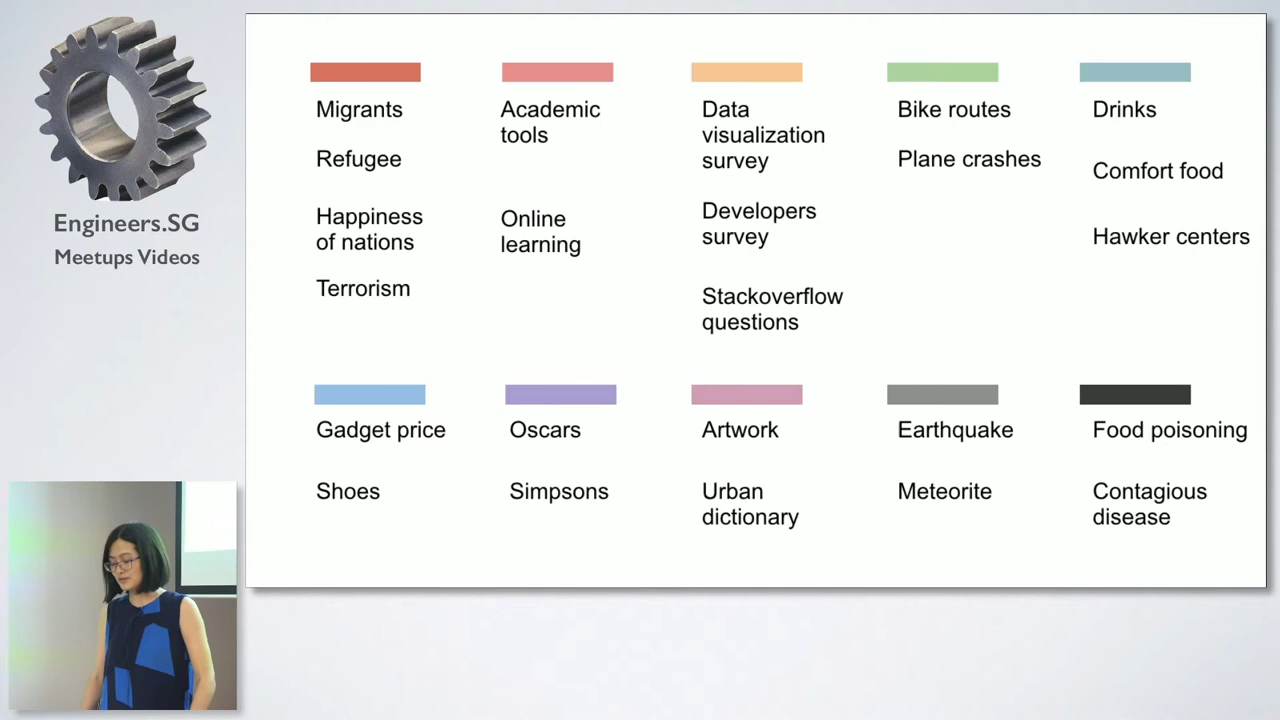 Engineers.SG
Meetups Videos
Migrants
Refugee
Happiness
of nations
Terrorism
Academic
tools
Online
learning
Data
visualization
survey
Developers
survey
Stackoverflow
questions
Bike routes
Plane crashes
Drinks
Comfort food
Hawker centers
Gadget price
Shoes
Oscars
Simpsons
Artwork
Urban
dictionary
Earthquake
Meteorite
Food poisoning
Contagious
disease